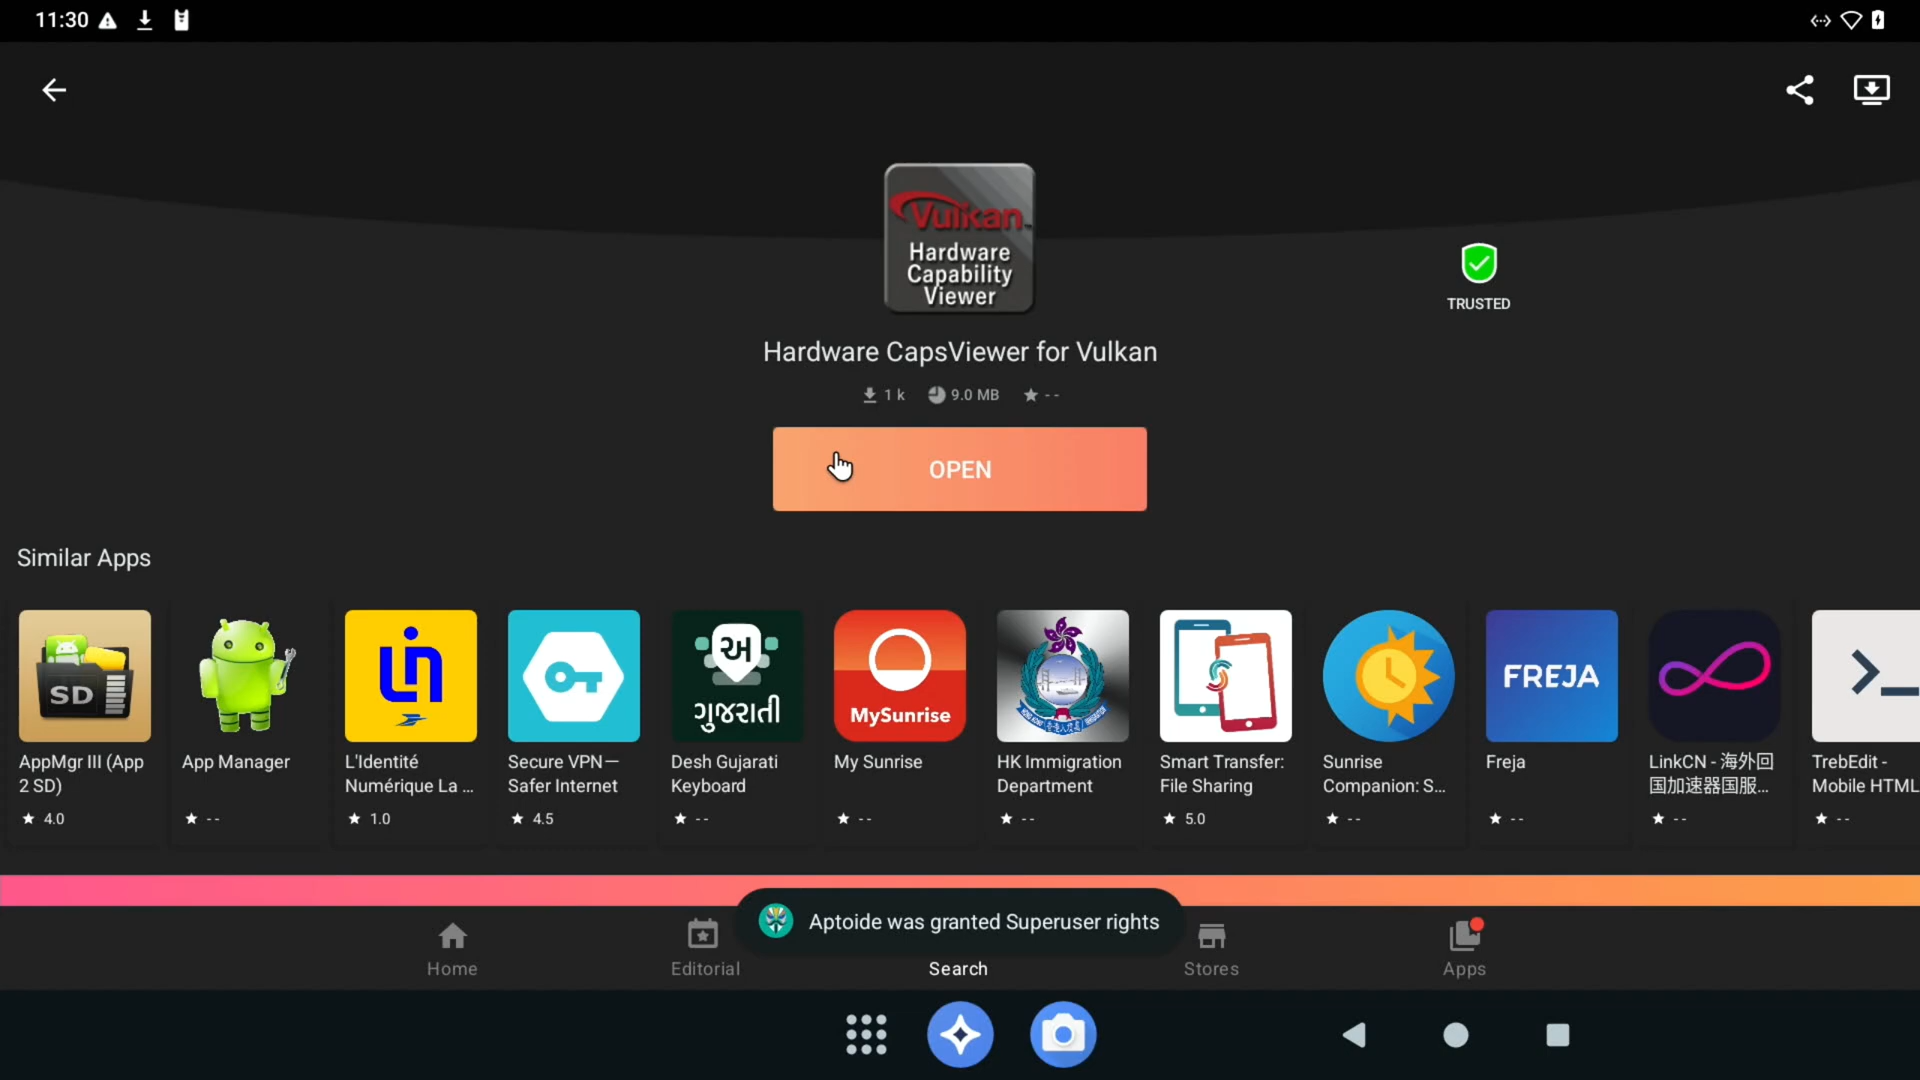 11:30
Vulkan
Hardware
Capability
Viewer
TRUSTED
Hardware CapsViewer for Vulkan
1 k 9.0 MB ★ - -
OPEN
Similar Apps
SD
અ
ગુજરાતી
MySunrise
FREJA
AppMgr III (App
2 SD)
★ 4.0
App Manager
★ - -
L'Identité
Numérique La ...
★ 1.0
Secure VPN－
Safer Internet
★ 4.5
Desh Gujarati
Keyboard
★ - -
My Sunrise
★ - -
HK Immigration
Department
★ - -
Smart Transfer:
File Sharing
★ 5.0
Sunrise
Companion: S...
★ - -
Freja
★ - -
LinkCN - 海外回
国加速器国服...
★ - -
TrebEdit -
Mobile HTML
★ - -
Aptoide was granted Superuser rights
Home
Editorial
Search
Stores
Apps